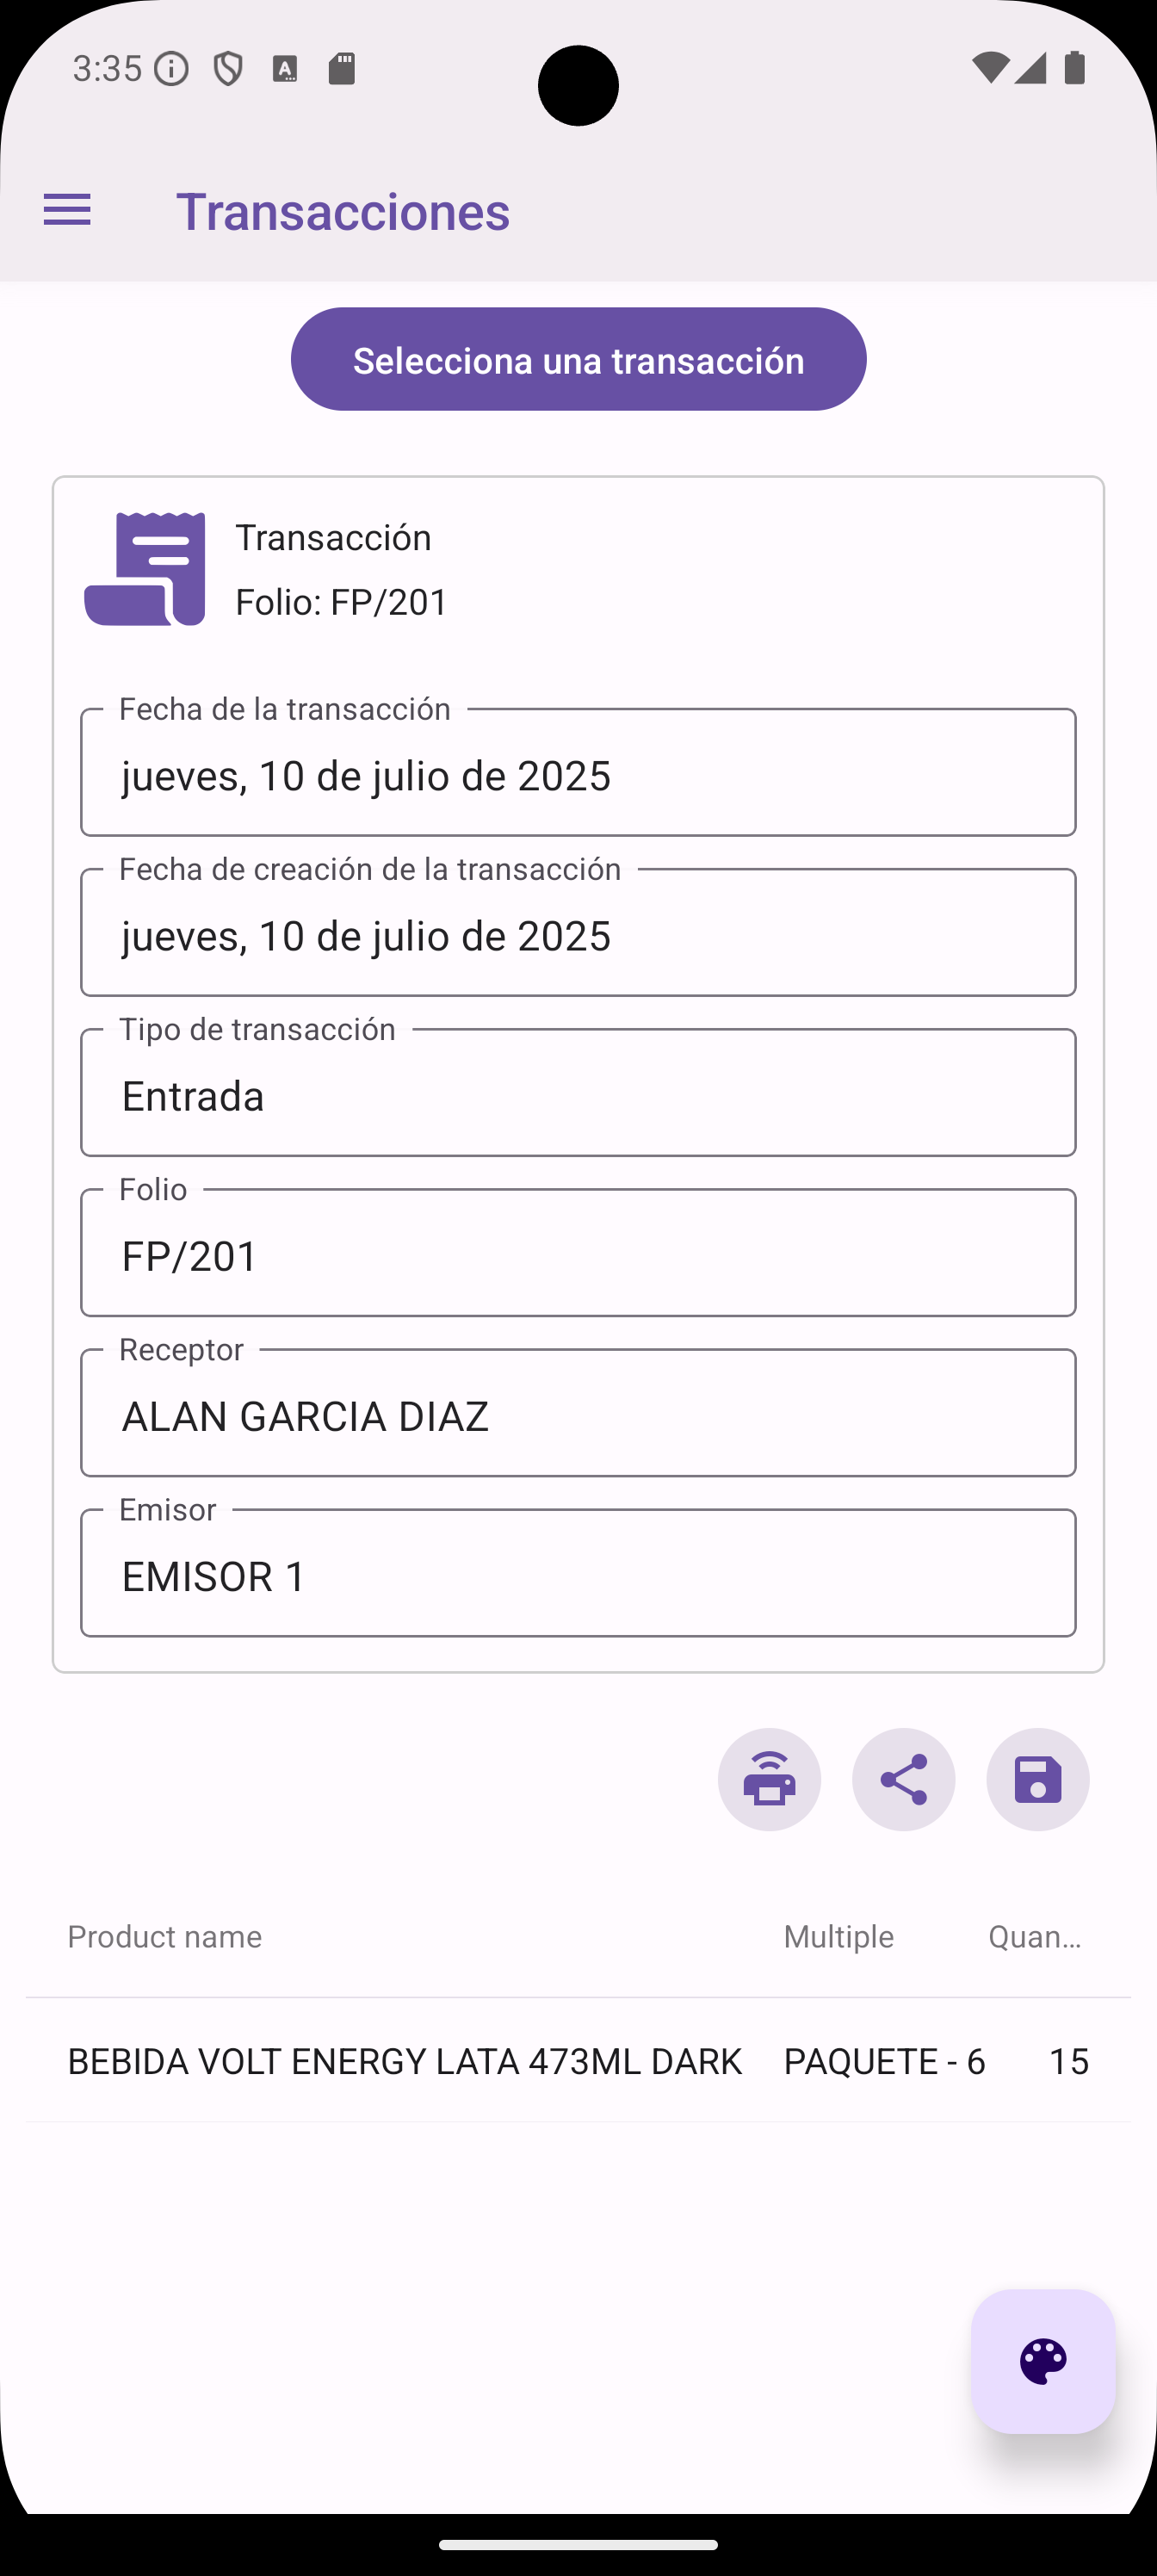 3:35
Transacciones
Selecciona una transacción
Transacción
Folio: FP/201
Fecha de la transacción
jueves, 10 de julio de 2025
Fecha de creación de la transacción
jueves, 10 de julio de 2025
Tipo de transacción
Entrada
Folio
FP/201
Receptor
ALAN GARCIA DIAZ
Emisor
EMISOR 1
Product name Multiple Quan...
BEBIDA VOLT ENERGY LATA 473ML DARK PAQUETE - 6 15